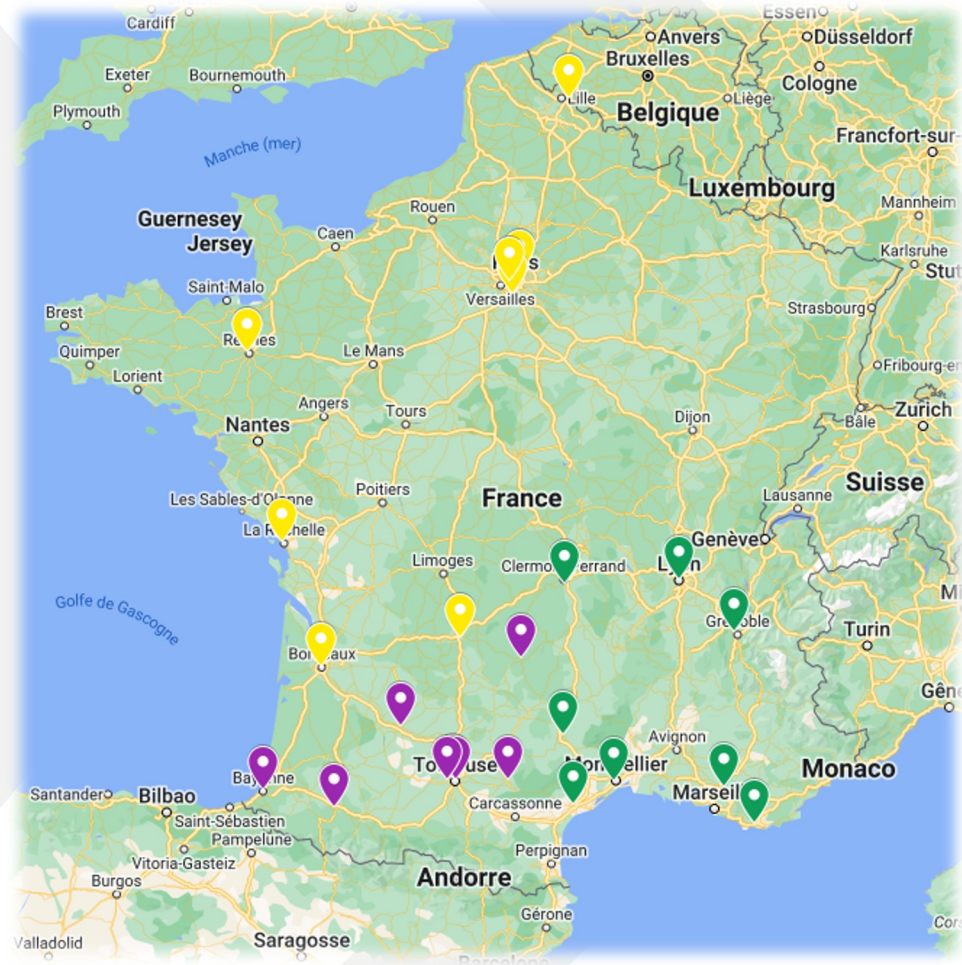 Cardiff
Essen
Anvers
Düsseldorf
Bruxelles
Exeter
Bournemouth
Cologne
Lille
Liège
Plymouth
Belgique
Francfort-sur-
Manche (mer)
Luxembourg
Rouen
Mannheim
Guernesey
Jersey
Caen
Karlsruhe
Stut
Saint-Malo
Versailles
Strasbourg
Brest
Quimper
Le Mans
Fribourg-en
Lorient
Angers
Tours
Dijon
Zurich
Bâle
Nantes
Poitiers
Suisse
Les Sables-d'Olonne
France
Lausanne
Genève
Limoges
Golfe de Gascogne
Turin
Gên
Avignon
Monaco
Santander
Bilbao
Carcassonne
Saint-Sébastien
Pampelune
Vitoria-Gasteiz
Perpignan
Burgos
Andorre
Gérone
Valladolid
Saragosse
Barcelone